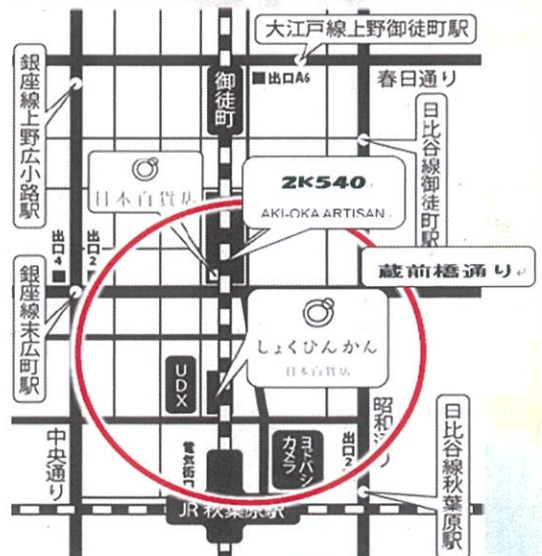 大江戸線上野御徒町駅
銀座線上野広小路駅
御徒町
出口A6
春日通り
日比谷線御徒町駅
日本百貨店
2K540
AKI-OKA ARTISAN
出口4
出口2
蔵前橋通り
銀座線末広町駅
しょくひんかん
日本百貨店
UDX
昭和通り
中央通り
電気街口
ヨドバシ
カメラ
出口2
日比谷線秋葉原駅
JR秋葉原駅